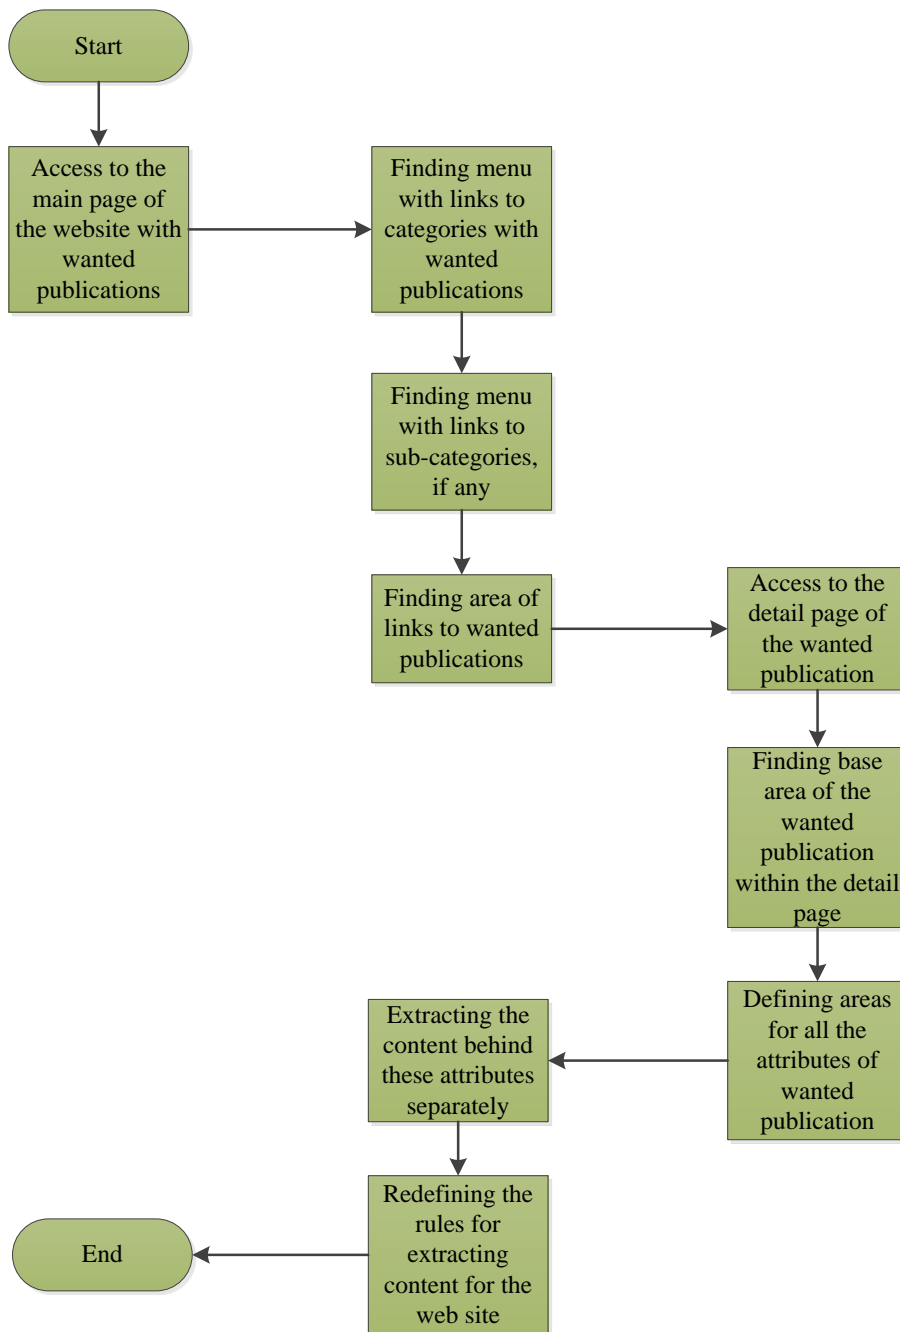 Start
Access to the
main page of
the website with
wanted
publications
Finding menu
with links to
categories with
wanted
publications
Finding menu
with links to
sub-categories,
if any
Finding area of
links to wanted
publications
Access to the
detail page of
the wanted
publication
Finding base
area of the
wanted
publication
within the detail
page
Defining areas
for all the
attributes of
wanted
publication
Extracting the
content behind
these attributes
separately
Redefining the
rules for
extracting
content for the
web site
End